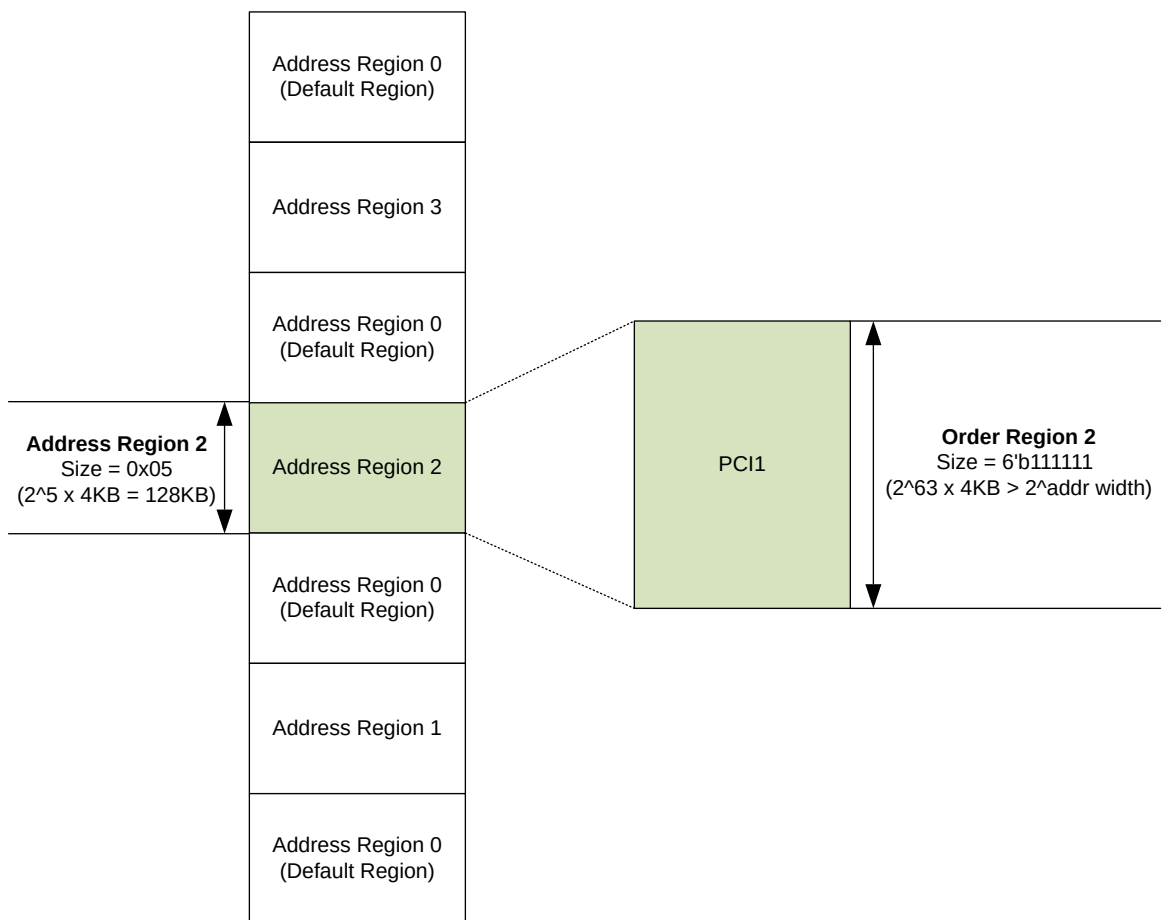 Address Region 0
(Default Region)
Address Region 3
Address Region 0
(Default Region)
Address Region 2
Size = 0x05
(2^5 x 4KB = 128KB)
Address Region 2
PCI1
Order Region 2
Size = 6'b111111
(2^63 x 4KB > 2^addr width)
Address Region 0
(Default Region)
Address Region 1
Address Region 0
(Default Region)